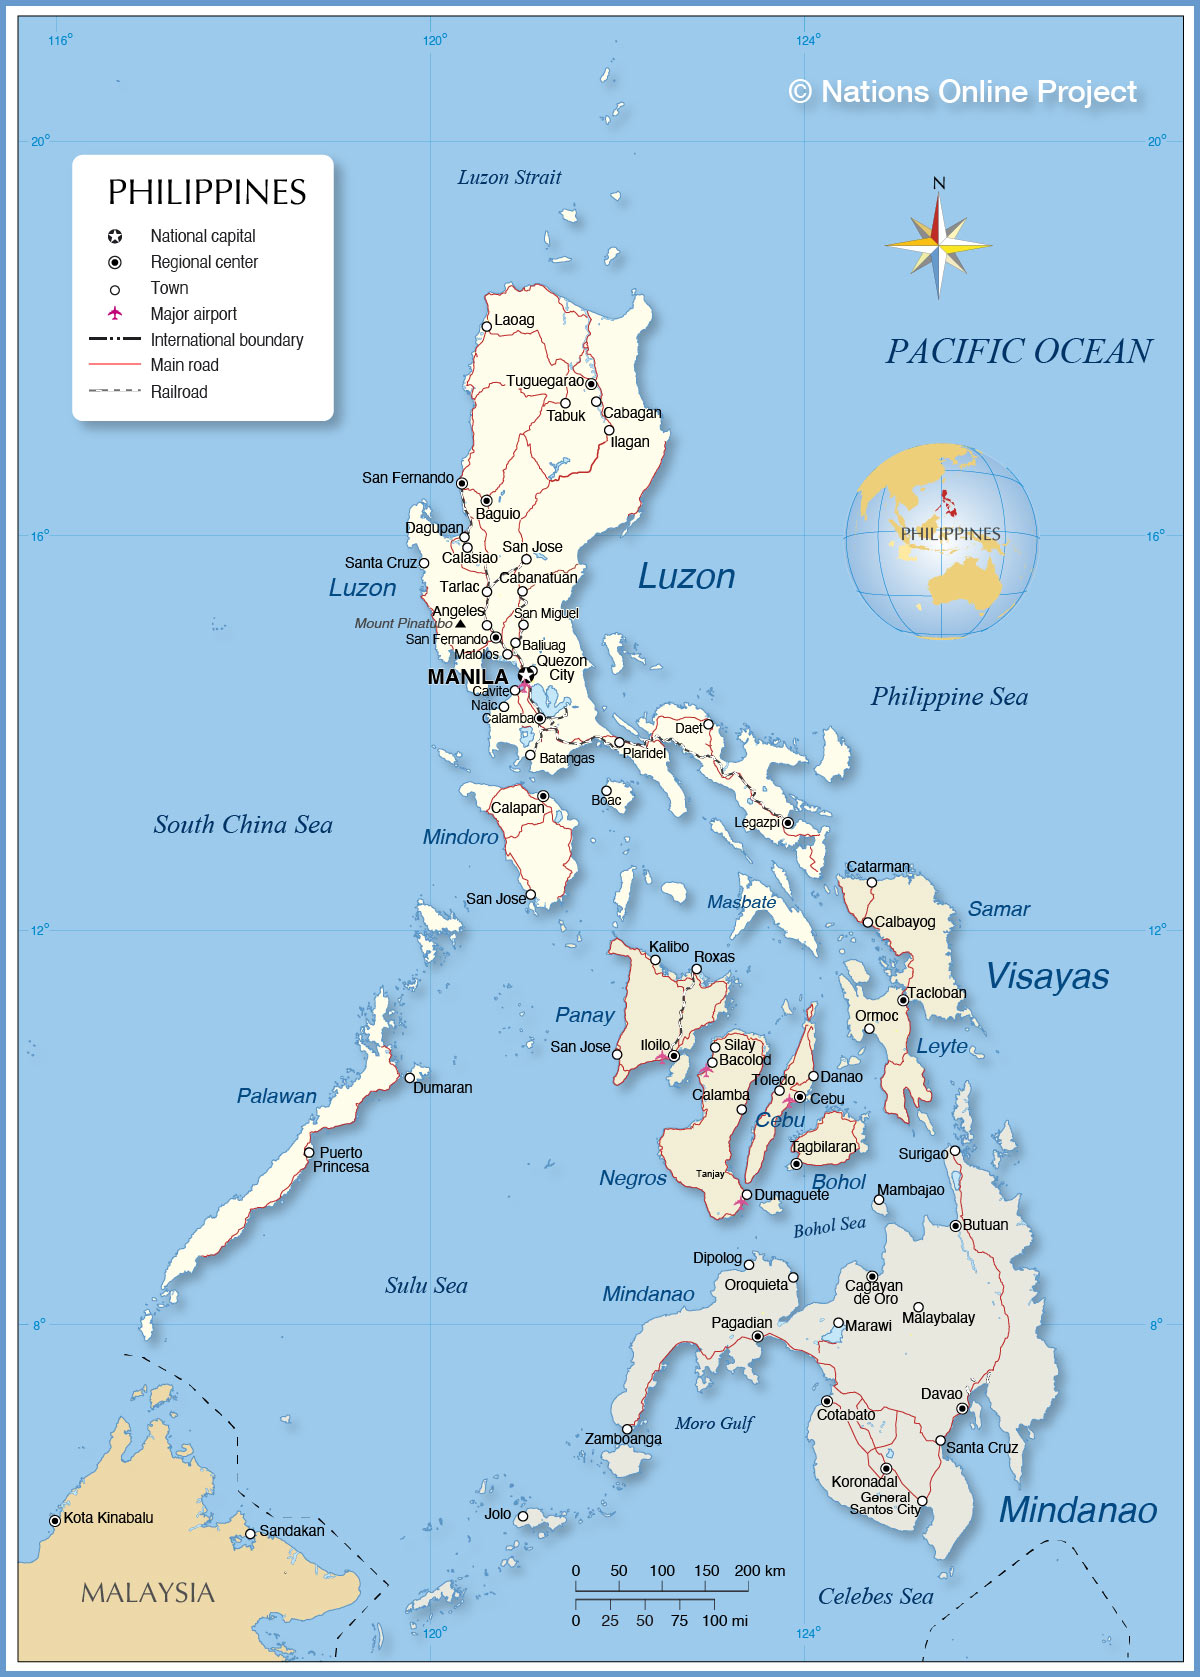 116°
120°
124°
© Nations Online Project
20°
20°
Luzon Strait
PHILIPPINES
National capital
Regional center
Town
Major airport
International boundary
Main road
Railroad
N
PACIFIC OCEAN
Laoag
Tuguegarao
Tabuk
Cabagan
Ilagan
San Fernando
Baguio
Dagupan
Calasiao
San Jose
Santa Cruz
Luzon
Tarlac
Cabanatuan
Luzon
PHILIPPINES
16°
16°
Angeles
San Miguel
Mount Pinatubo
San Fernando
Baliuag
Malolos
Quezon
City
MANILA
Cavite
Naic
Calamba
Philippine Sea
Daet
Batangas
Plaridel
Boac
Calapan
Legazpi
South China Sea
Mindoro
San Jose
Catarman
Masbate
Samar
Calbayog
12°
12°
Kalibo
Roxas
Visayas
Tacloban
Panay
Ormoc
San Jose
Iloilo
Silay
Bacolod
Leyte
Toledo
Danao
Dumaran
Palawan
Calamba
Cebu
Cebu
Puerto
Princesa
Tagbilaran
Surigao
Negros
Tanjay
Bohol
Dumaguete
Mambajao
Bohol Sea
Butuan
Dipolog
Sulu Sea
Mindanao
Oroquieta
Cagayan
de Oro
Malaybalay
8°
8°
Pagadian
Marawi
Davao
Moro Gulf
Cotabato
Zamboanga
Santa Cruz
Koronadal
General
Santos City
Mindanao
Kota Kinabalu
Sandakan
Jolo
MALAYSIA
0 50 100 150 200 km
0 25 50 75 100 mi
Celebes Sea
120°
124°